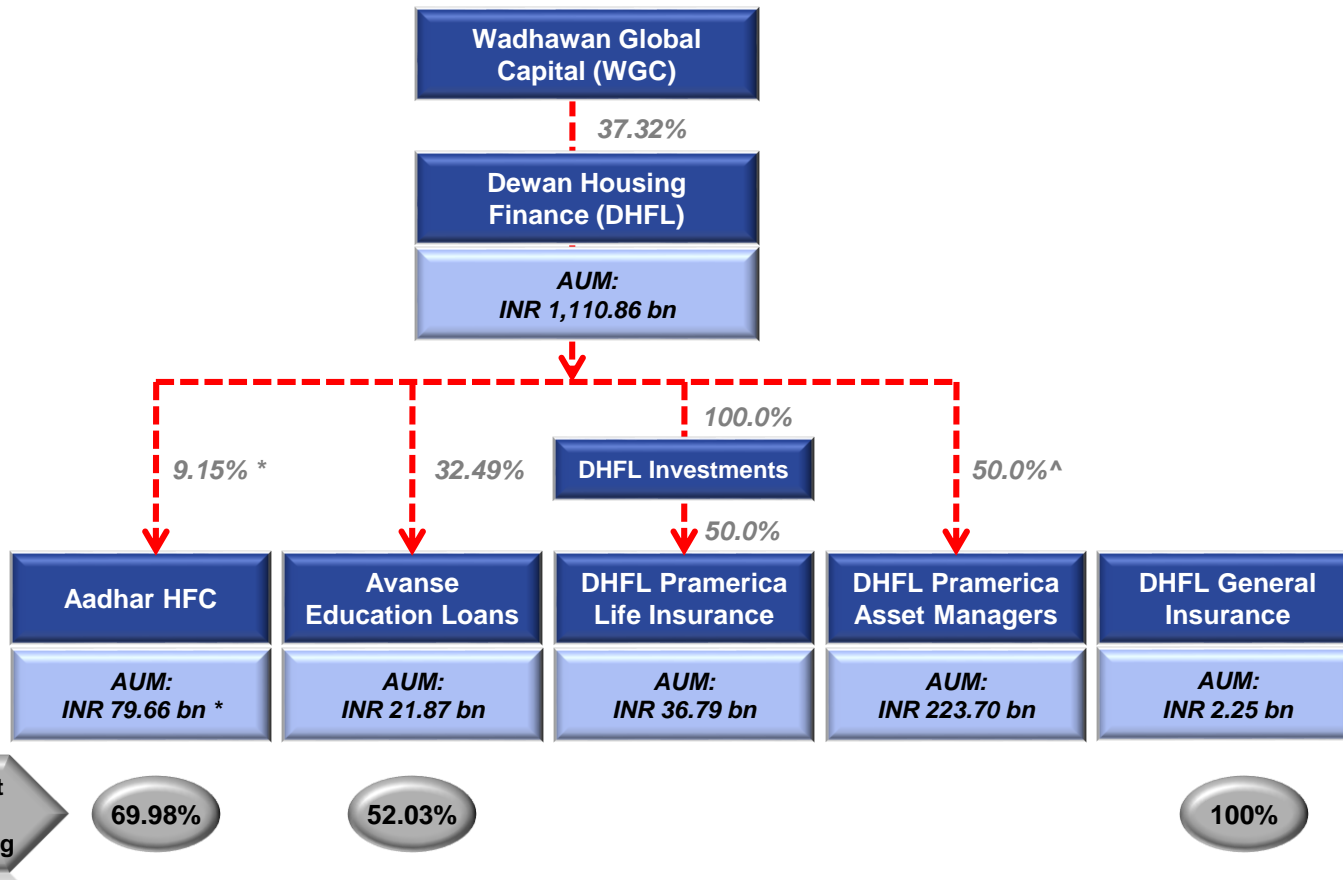 Wadhawan Global
Capital (WGC)
37.32%
Dewan Housing
Finance (DHFL)
AUM:
INR 1,110.86 bn
100.0%
9.15% *
32.49%
DHFL Investments
50.0%^
50.0%
Aadhar HFC
Avanse
Education Loans
DHFL Pramerica
Life Insurance
DHFL Pramerica
Asset Managers
DHFL General
Insurance
AUM:
INR 79.66 bn *
AUM:
INR 21.87 bn
AUM:
INR 36.79 bn
AUM:
INR 223.70 bn
AUM:
INR 2.25 bn
69.98%
52.03%
100%